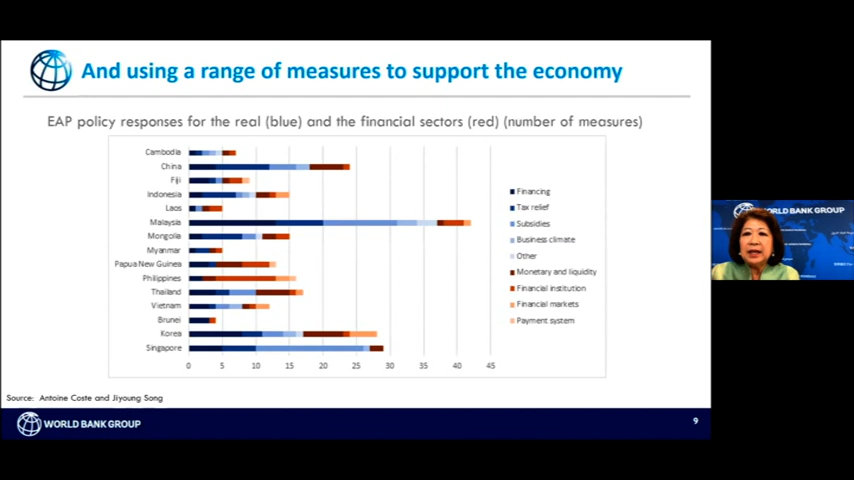 And using a range of measures to support the economy
EAP policy responses for the real (blue) and the financial sectors (red) (number of measures)
Cambodia
China
Fiji
Indonesia
Laos
Malaysia
Mongolia
Myanmar
Papua New Guinea
Philippines
Thailand
Vietnam
Brunei
Korea
Singapore
0 5 10 15 20 25 30 35 40 45
Financing
Tax relief
Subsidies
Business climate
Other
Monetary and liquidity
Financial institution
Financial markets
Payment system
Source: Antoine Coste and Jiyoung Song
WORLD BANK GROUP
9
WORLD BANK GROUP